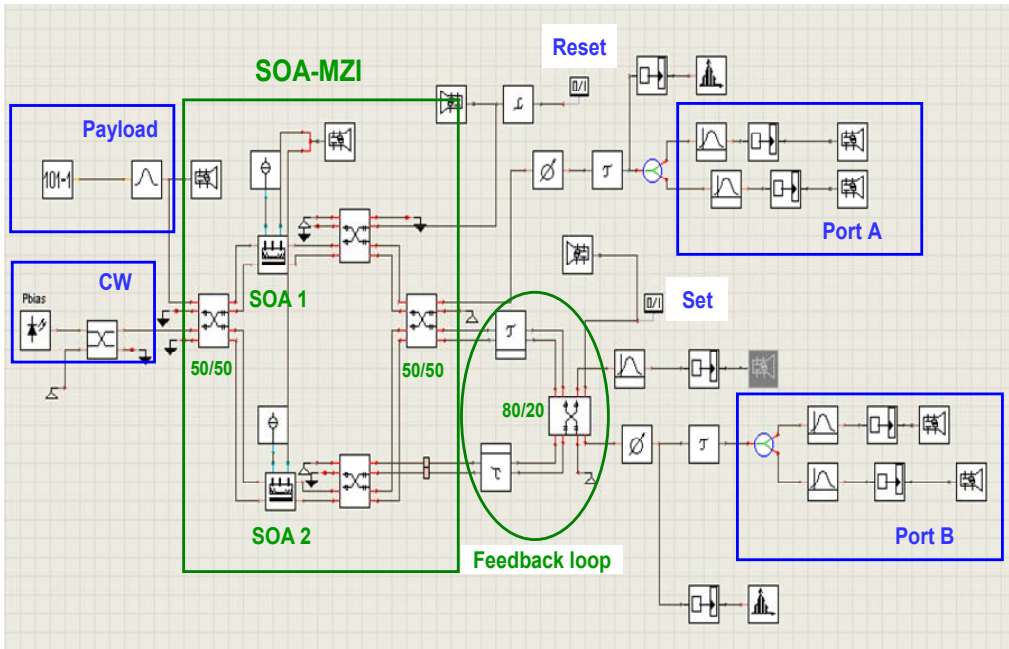 Reset
SOA-MZI
Payload
101-1
Port A
CW
Pbias
SOA 1
Set
50/50
50/50
80/20
SOA 2
Port B
Feedback loop